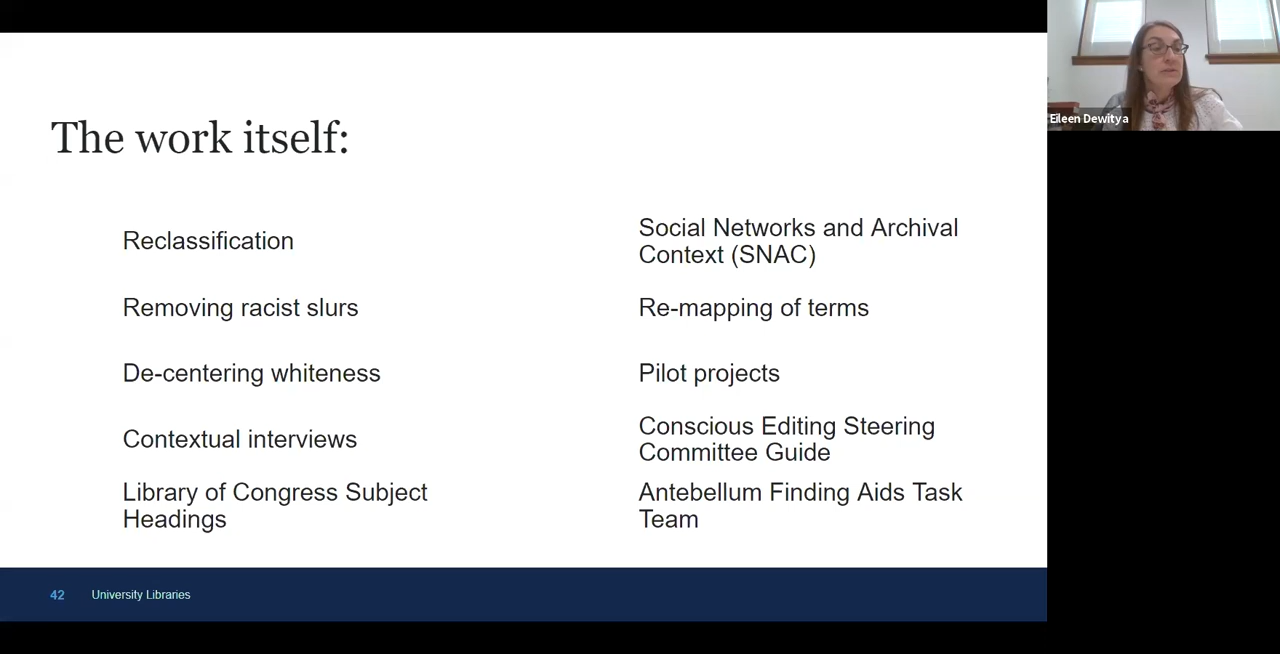 The work itself:
Reclassification
Removing racist slurs
De-centering whiteness
Contextual interviews
Library of Congress Subject
Headings
Social Networks and Archival
Context (SNAC)
Re-mapping of terms
Pilot projects
Conscious Editing Steering
Committee Guide
Antebellum Finding Aids Task
Team
42
University Libraries
Eileen Dewitya